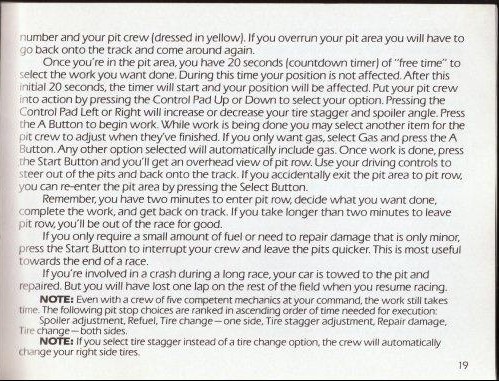 number and your pit crew (dressed in yellow). If you overrun your pit area you will have to
go back onto the track and come around again.
Once you're in the pit area, you have 20 seconds (countdown timer) of "free time" to
select the work you want done. During this time your position is not affected. After this
initial 20 seconds, the timer will start and your position will be affected. Put your pit crew
into action by pressing the Control Pad Up or Down to select your option. Pressing the
Control Pad Left or Right will increase or decrease your tire stagger and spoiler angle. Press
the A Button to begin work. While work is being done you may select another item for the
pit crew to adjust when they've finished. If you only want gas, select Gas and press the A
Button. Any other option selected will automatically include gas. Once work is done, press
the Start Button and you'll get an overhead view of pit row. Use your driving controls to
steer out of the pits and back onto the track. If you accidentally exit the pit area to pit row,
you can re-enter the pit area by pressing the Select Button.
Remember, you have two minutes to enter pit row, decide what you want done,
complete the work, and get back on track. If you take longer than two minutes to leave
pit row, you'll be out of the race for good.
If you only require a small amount of fuel or need to repair damage that is only minor,
press the Start Button to interrupt your crew and leave the pits quicker. This is most useful
towards the end of a race.
If you're involved in a crash during a long race, your car is towed to the pit and
repaired. But you will have lost one lap on the rest of the field when you resume racing.
NOTE: Even with a crew of five competent mechanics at your command, the work still takes
time. The following pit stop choices are ranked in ascending order of time needed for execution:
Spoiler adjustment, Refuel, Tire change—one side, Tire stagger adjustment, Repair damage,
Tire change—both sides.
NOTE: If you select tire stagger instead of a tire change option, the crew will automatically
change your right side tires.
19